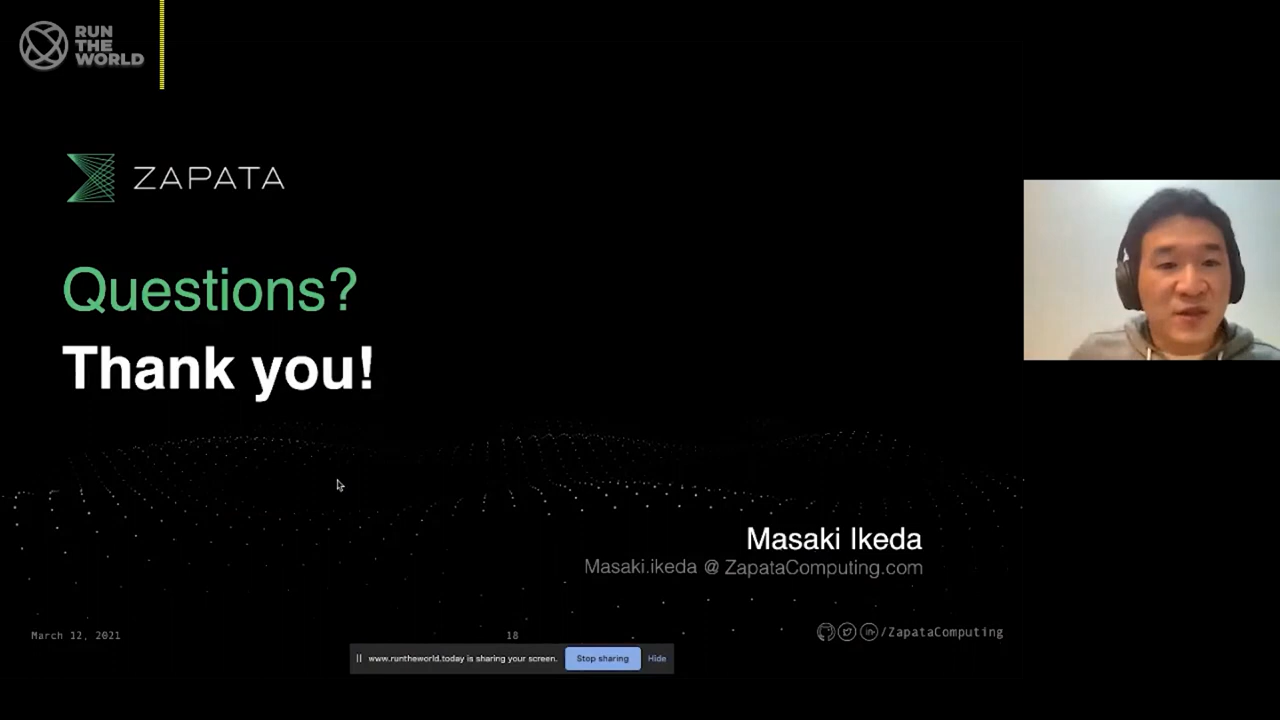 RUN
THE
WORLD
ZAPATA
Questions?
Thank you!
Masaki Ikeda
Masaki.ikeda @ ZapataComputing.com
March 12, 2021
18
in
/ZapataComputing
www.runtheworld.today is sharing your screen.
Stop sharing
Hide